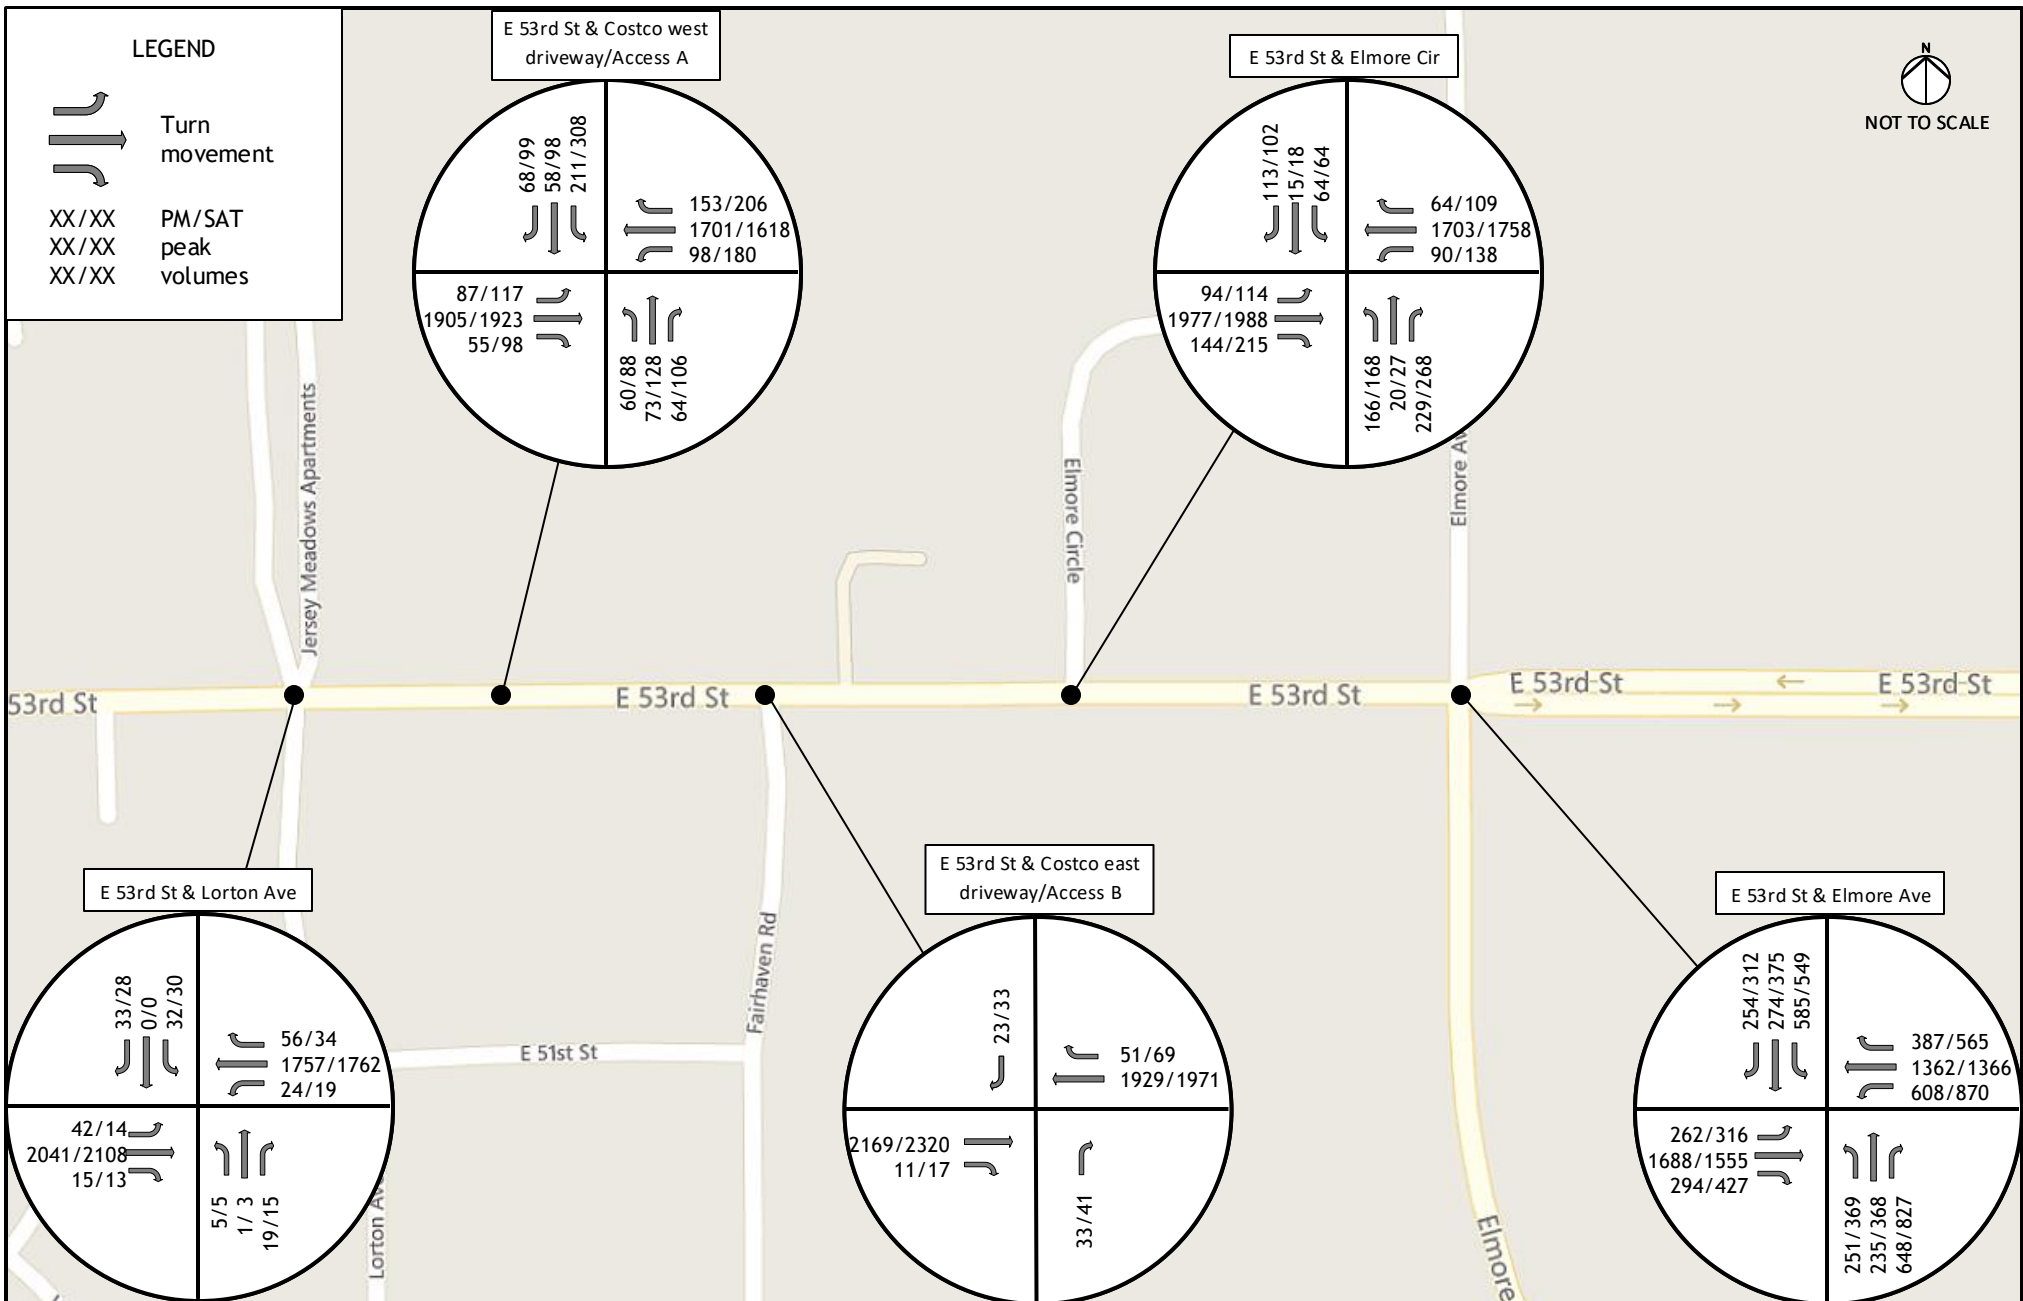 LEGEND
Turn
movement
XX/XX PM/SAT
XX/XX peak
XX/XX volumes
E 53rd St & Costco west
driveway/Access A
68/99
58/98
211/308
153/206
1701/1618
98/180
87/117
1905/1923
55/98
60/88
73/128
64/106
E 53rd St & Elmore Cir
113/102
15/18
64/64
64/109
1703/1758
90/138
94/114
1977/1988
144/215
166/168
20/27
229/268
N
NOT TO SCALE
Jersey Meadows Apartments
Elmore Circle
Elmore Av
53rd St
E 53rd St
E 53rd St
E 53rd St
E 53rd St
E 53rd St & Lorton Ave
33/28
0/0
32/30
56/34
1757/1762
24/19
42/14
2041/2108
15/13
5/5
1/ 3
19/15
Lorton Ave
E 51st St
Fairhaven Rd
E 53rd St & Costco east
driveway/Access B
23/33
51/69
1929/1971
2169/2320
11/17
33/41
E 53rd St & Elmore Ave
254/312
274/375
585/549
387/565
1362/1366
608/870
262/316
1688/1555
294/427
251/369
235/368
648/827
Elmore